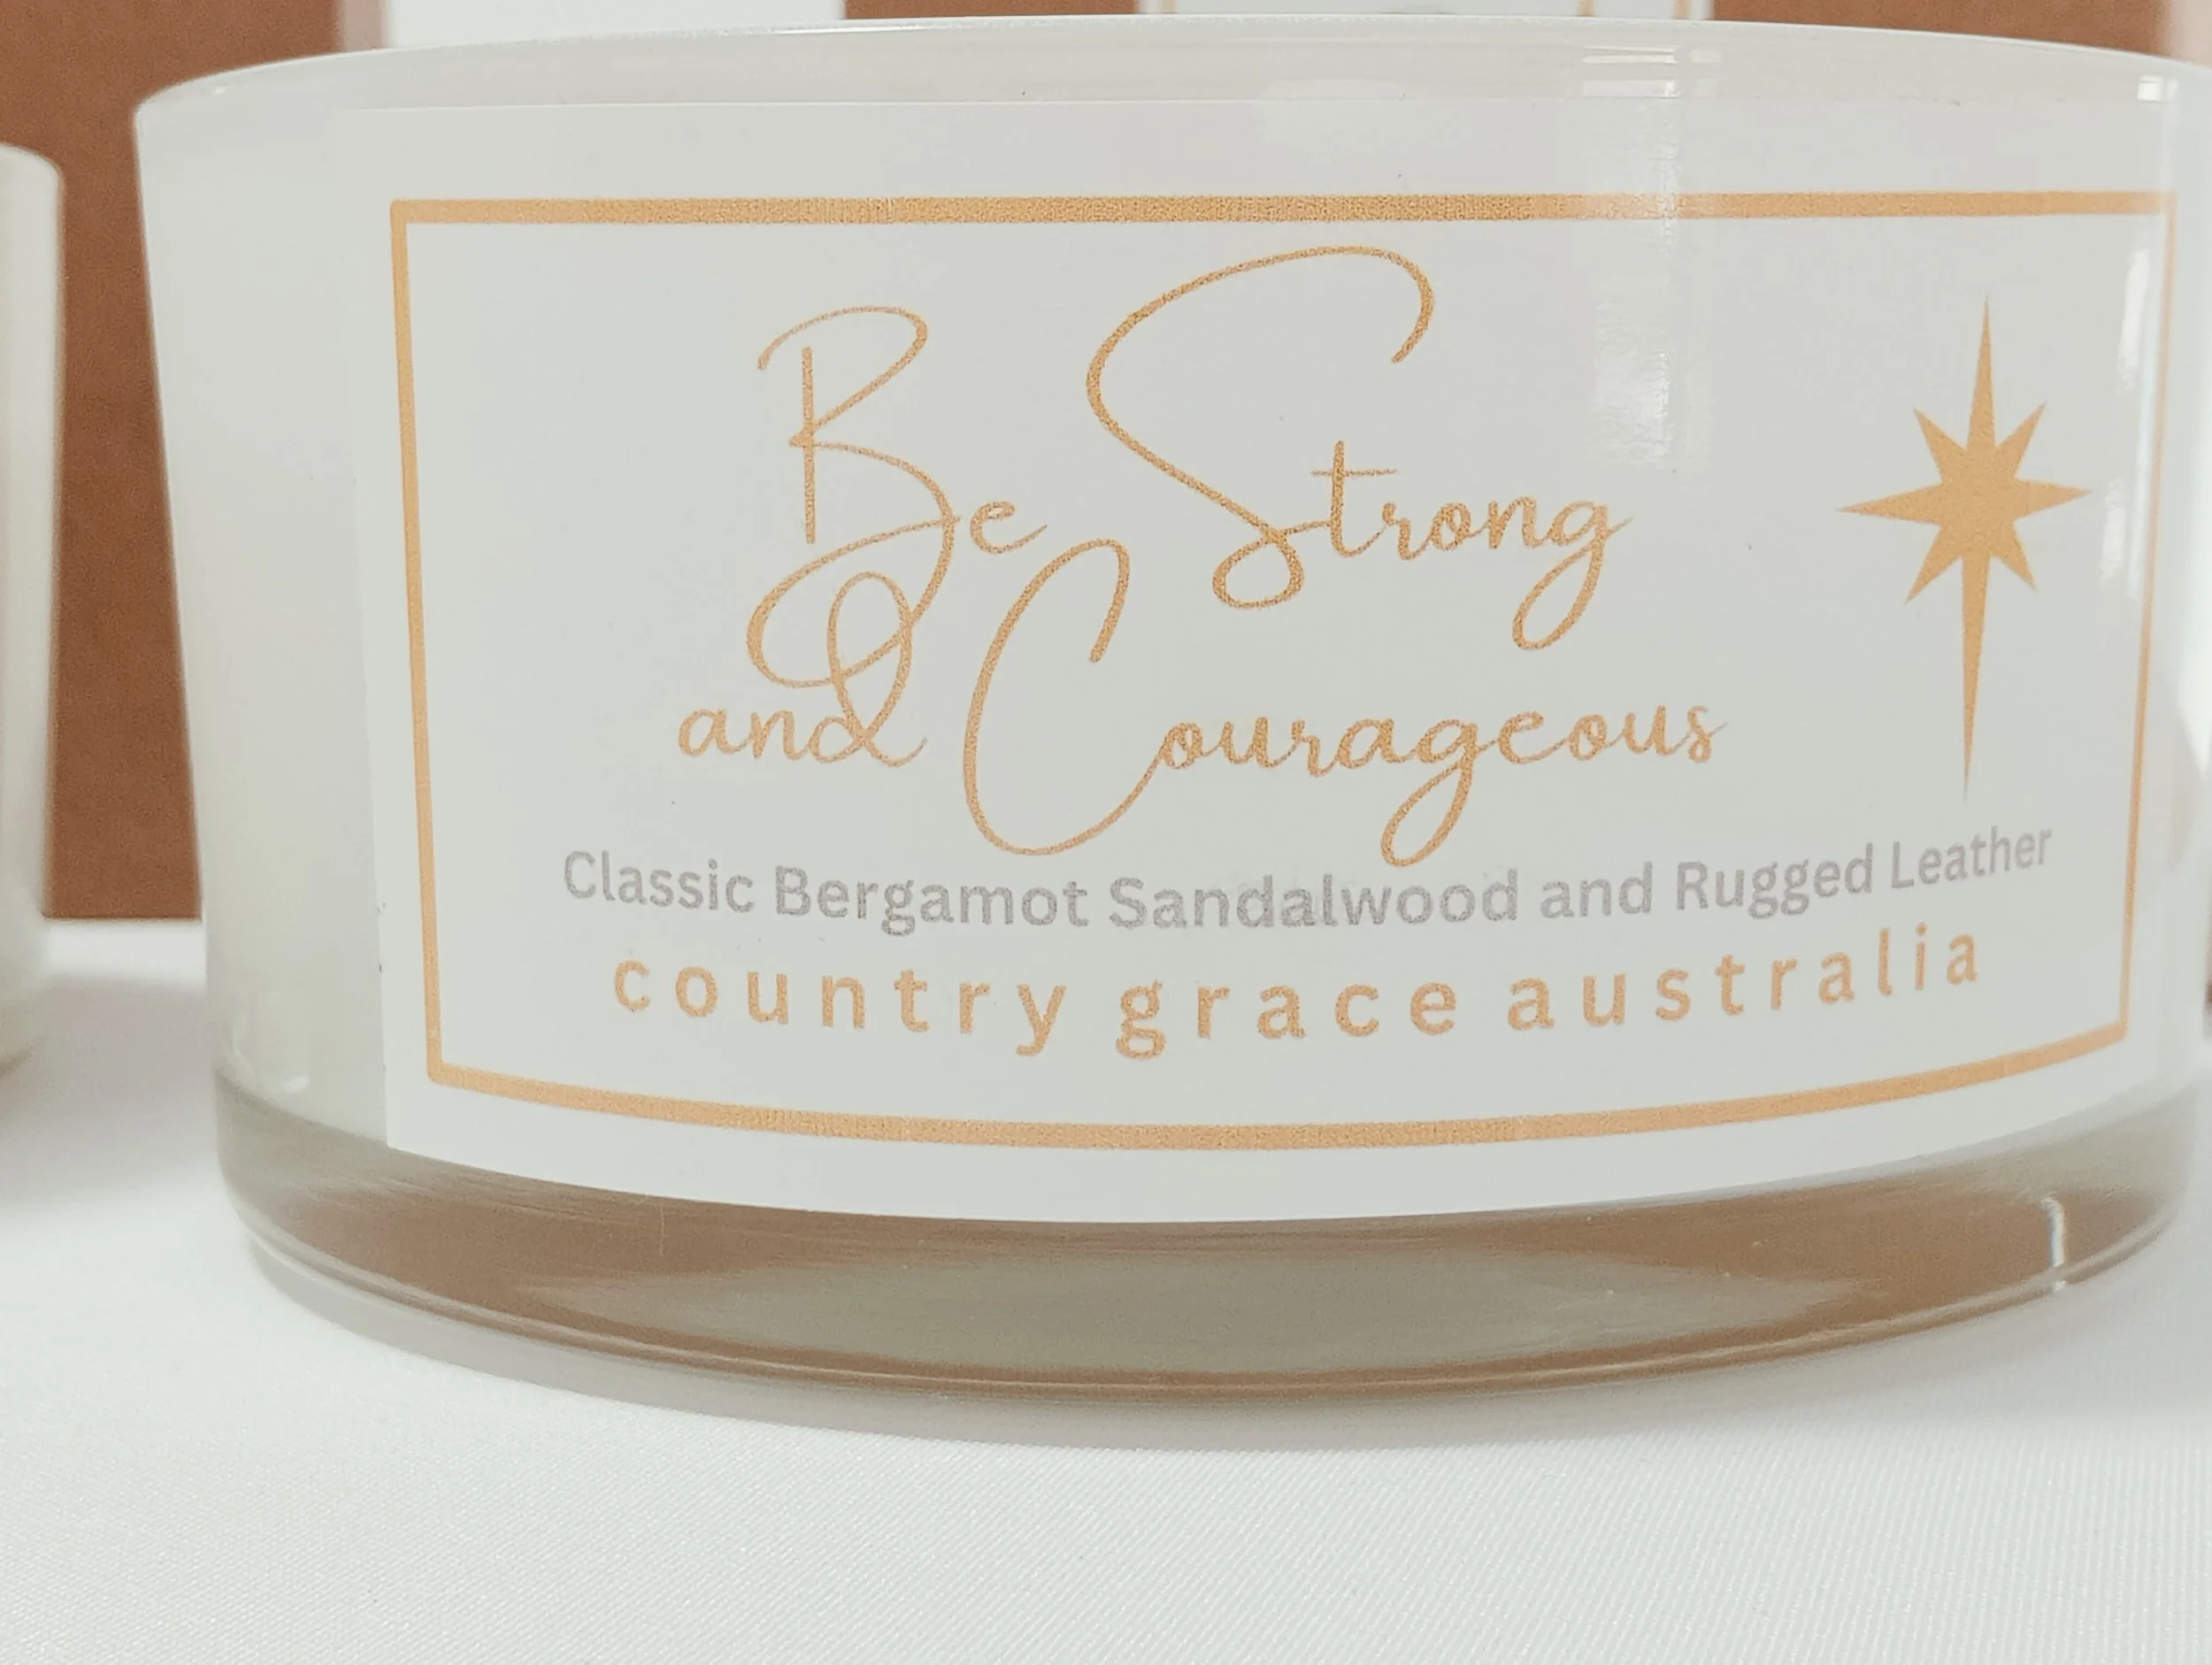 Be Strong
and Courageous
Classic Bergamot Sandalwood and Rugged Leather
country grace australia